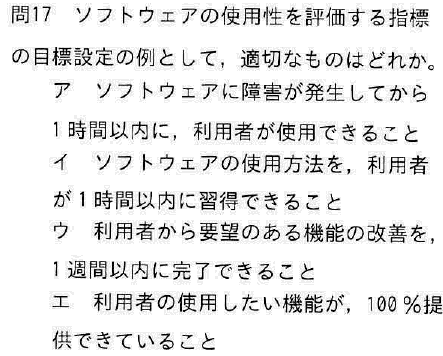 問17　ソフトウェアの使用性を評価する指標
の目標設定の例として，適切なものはどれか。
ア　ソフトウェアに障害が発生してから
1時間以内に，利用者が使用できること
イ　ソフトウェアの使用方法を，利用者
が1時間以内に習得できること
ウ　利用者から要望のある機能の改善を，
1週間以内に完了できること
エ　利用者の使用したい機能が，100％提
供できていること